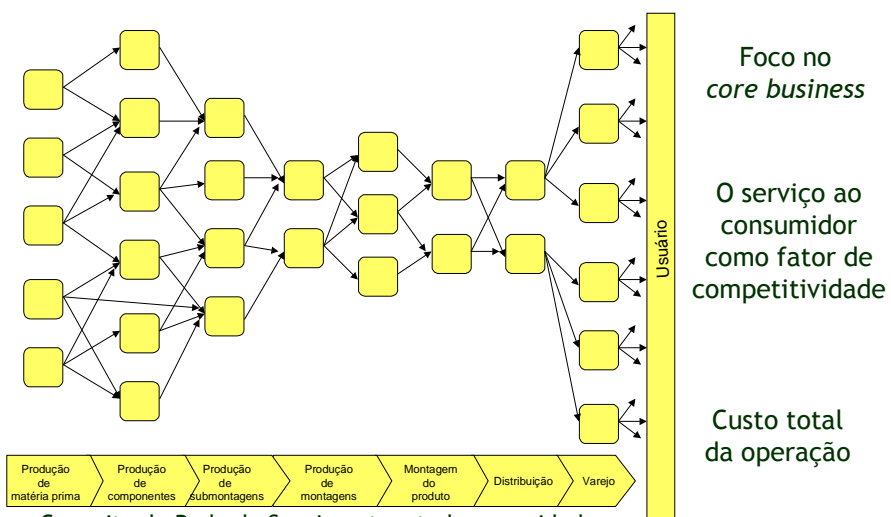 Foco no
core business
O serviço ao
consumidor
como fator de
competitividade
Custo total
da operação
Usuário
Produção
de
matéria prima
Produção
de
componentes
Produção
de
submontagens
Produção
de
montagens
Montagem
do
produto
Distribuição
Varejo